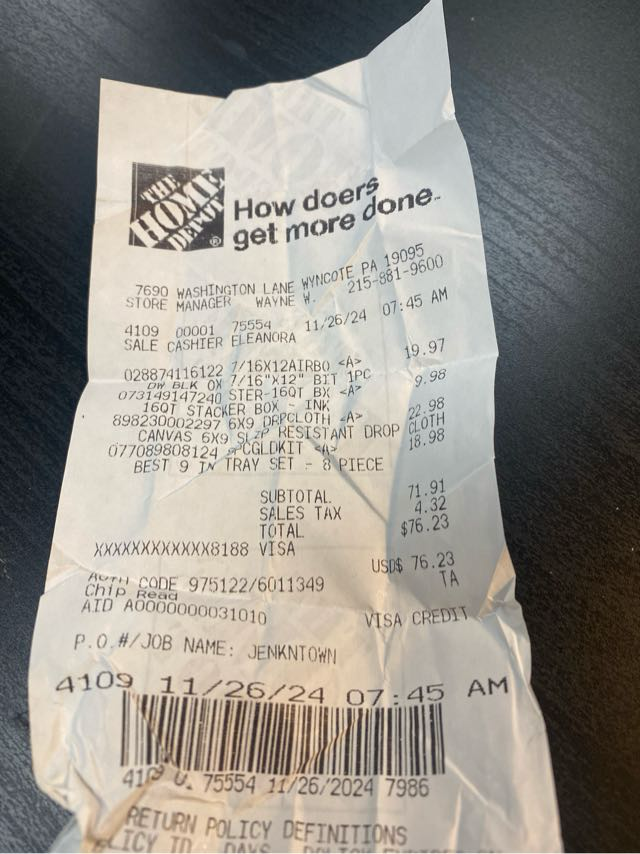 THE
HOME
DEPOT
How doers
get more done.
7690 WASHINGTON LANE WYNCOTE PA 19095
STORE MANAGER WAYNE W. 215-881-9600
4109 00001 75554 11/26/24 07:45 AM
SALE CASHIER ELEANORA
028874116122 7/16X12AIRBO <A> 19.97
DW BLK OX 7/16"X12" BIT 1PC
073149147240 STER-16QT BX <A> 9.98
16QT STACKER BOX - INK
898230002297 6X9 DRPCLOTH <A> 22.98
CANVAS 6X9 RESISTANT DROP CLOTH
077089808124 <A> 18.98
BEST 9 IN TRAY SET - 8 PIECE
SUBTOTAL 71.91
SALES TAX 4.32
TOTAL $76.23
XXXXXXXXXXXX8188 VISA
USD$ 76.23
AUTH CODE 975122/6011349 TA
Chip Read
AID A0000000031010 VISA CREDIT
P.O.#/JOB NAME: JENKNTOWN
4109 11/26/24 07:45 AM
75554 11/26/2024 7986
RETURN POLICY DEFINITIONS